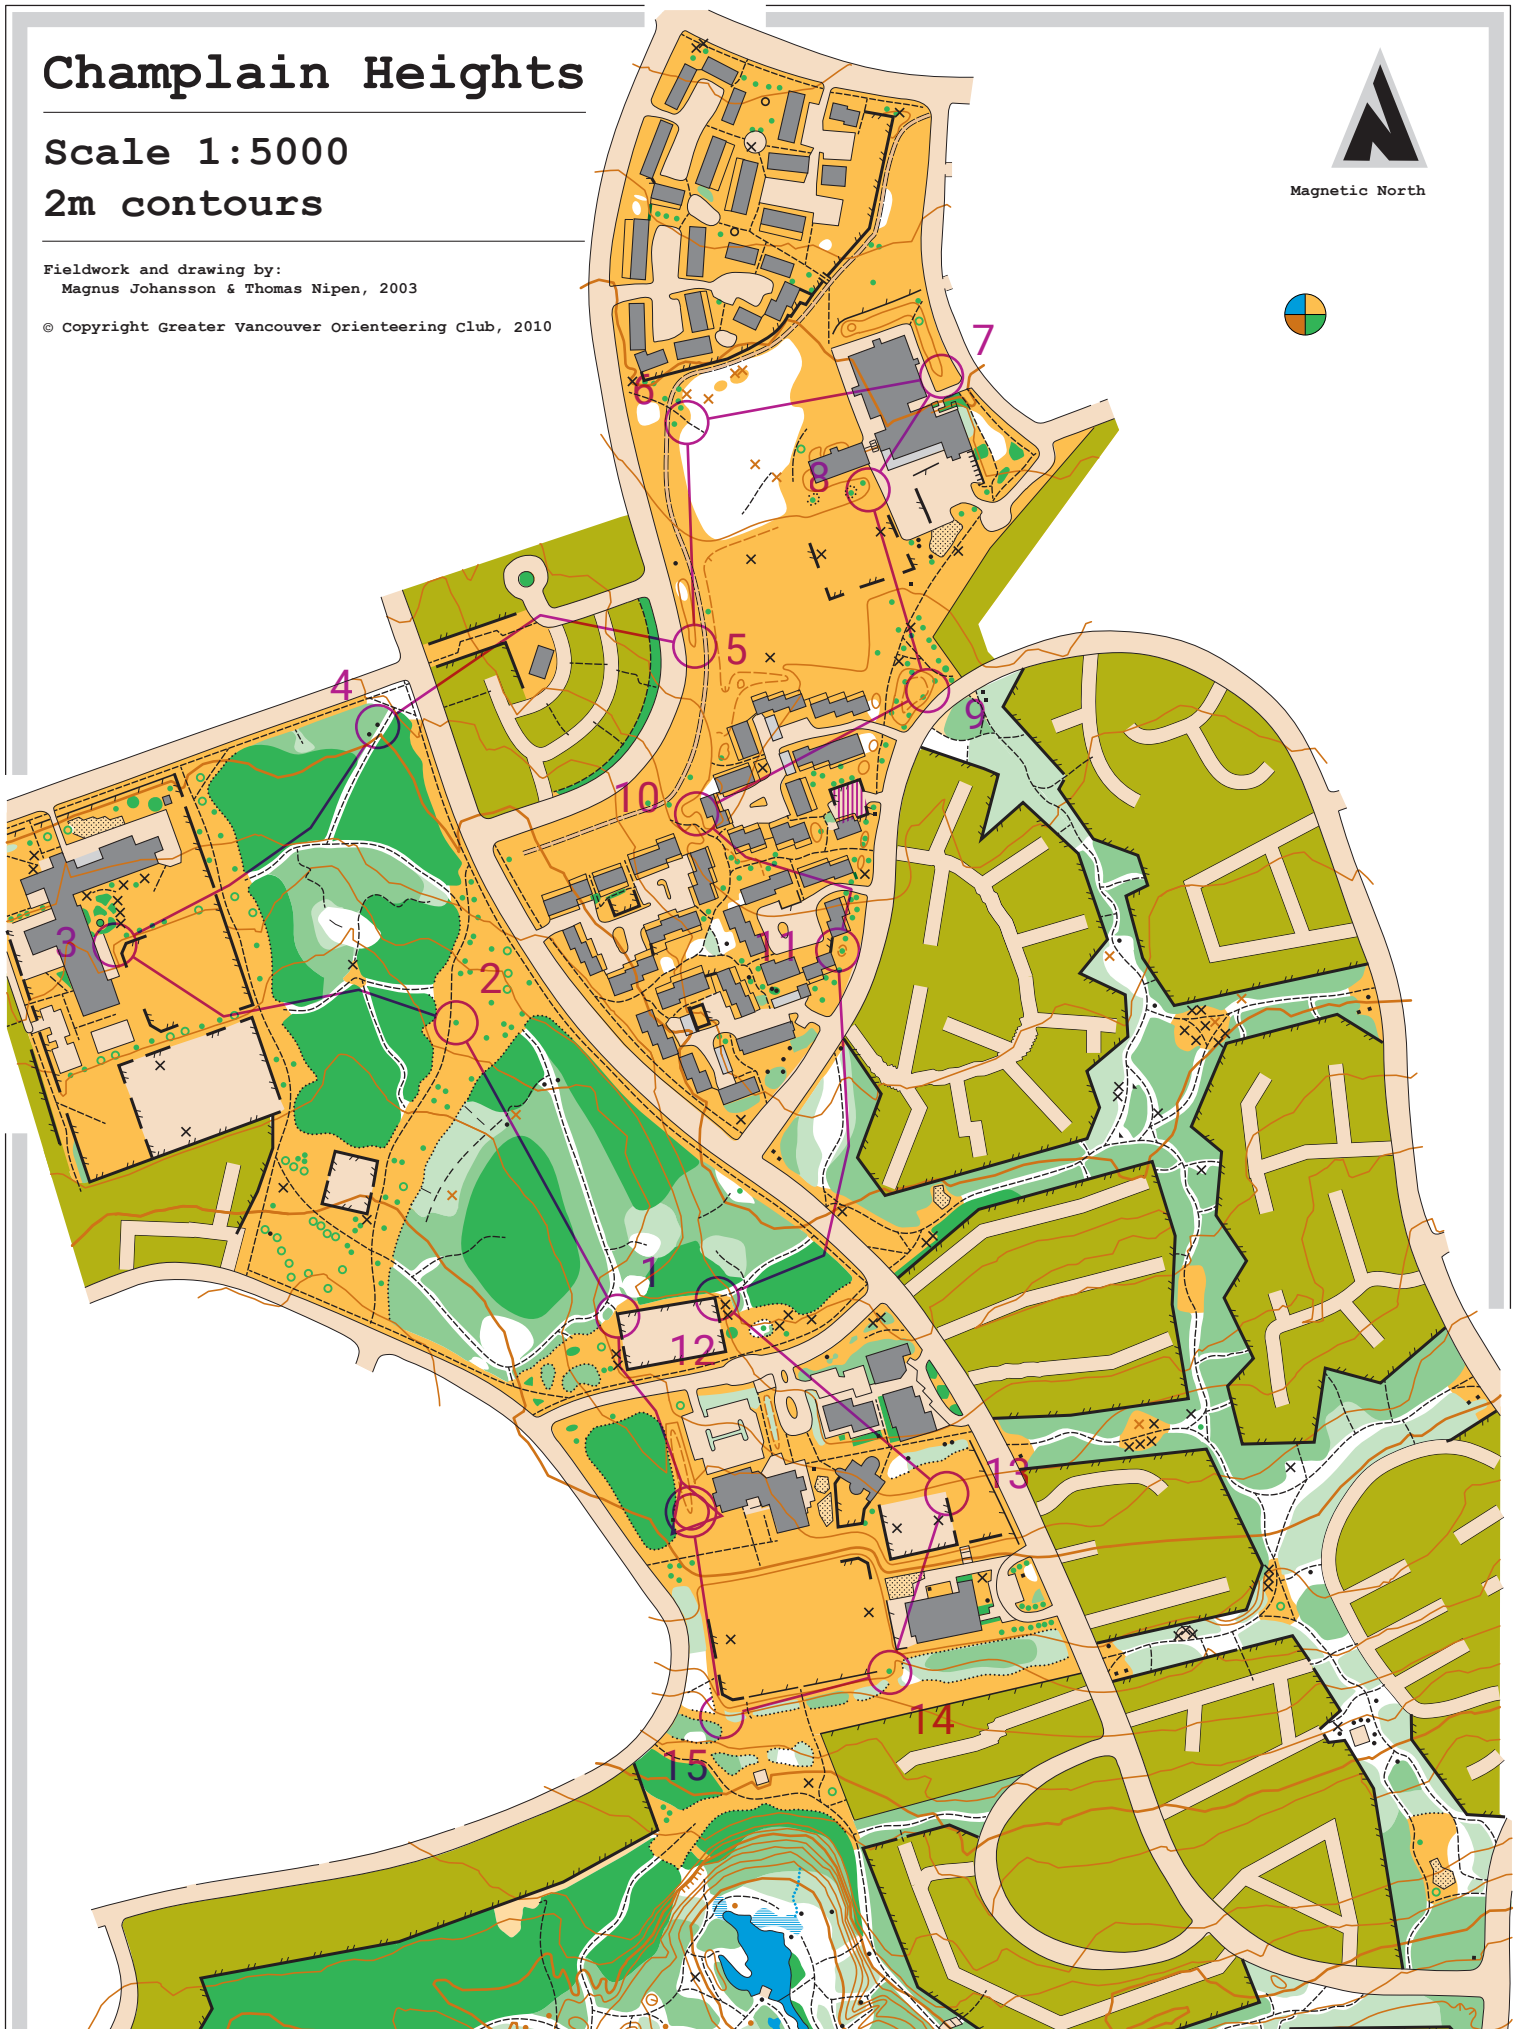 Champlain Heights
Scale 1:5000
2m contours
Fieldwork and drawing by:
Magnus Johansson & Thomas Nipen, 2003
© Copyright Greater Vancouver Orienteering Club, 2010
Magnetic North
7
6
8
5
4
9
10
3
11
2
1
12
13
14
15